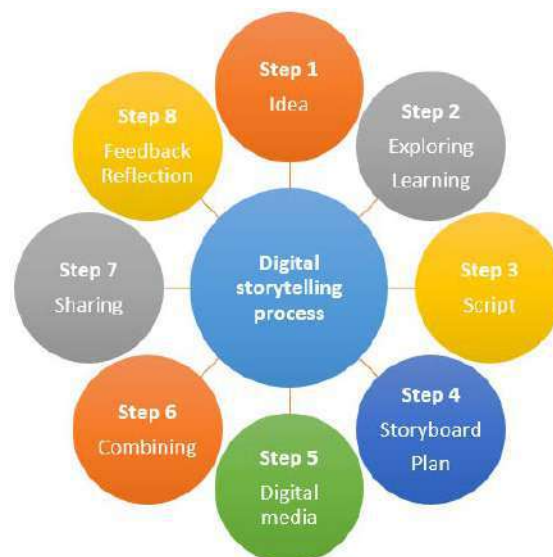 Step 1
Idea
Step 2
Exploring
Learning
Step 3
Script
Step 4
Storyboard
Plan
Step 5
Digital
media
Step 6
Combining
Step 7
Sharing
Step 8
Feedback
Reflection
Digital
storytelling
process